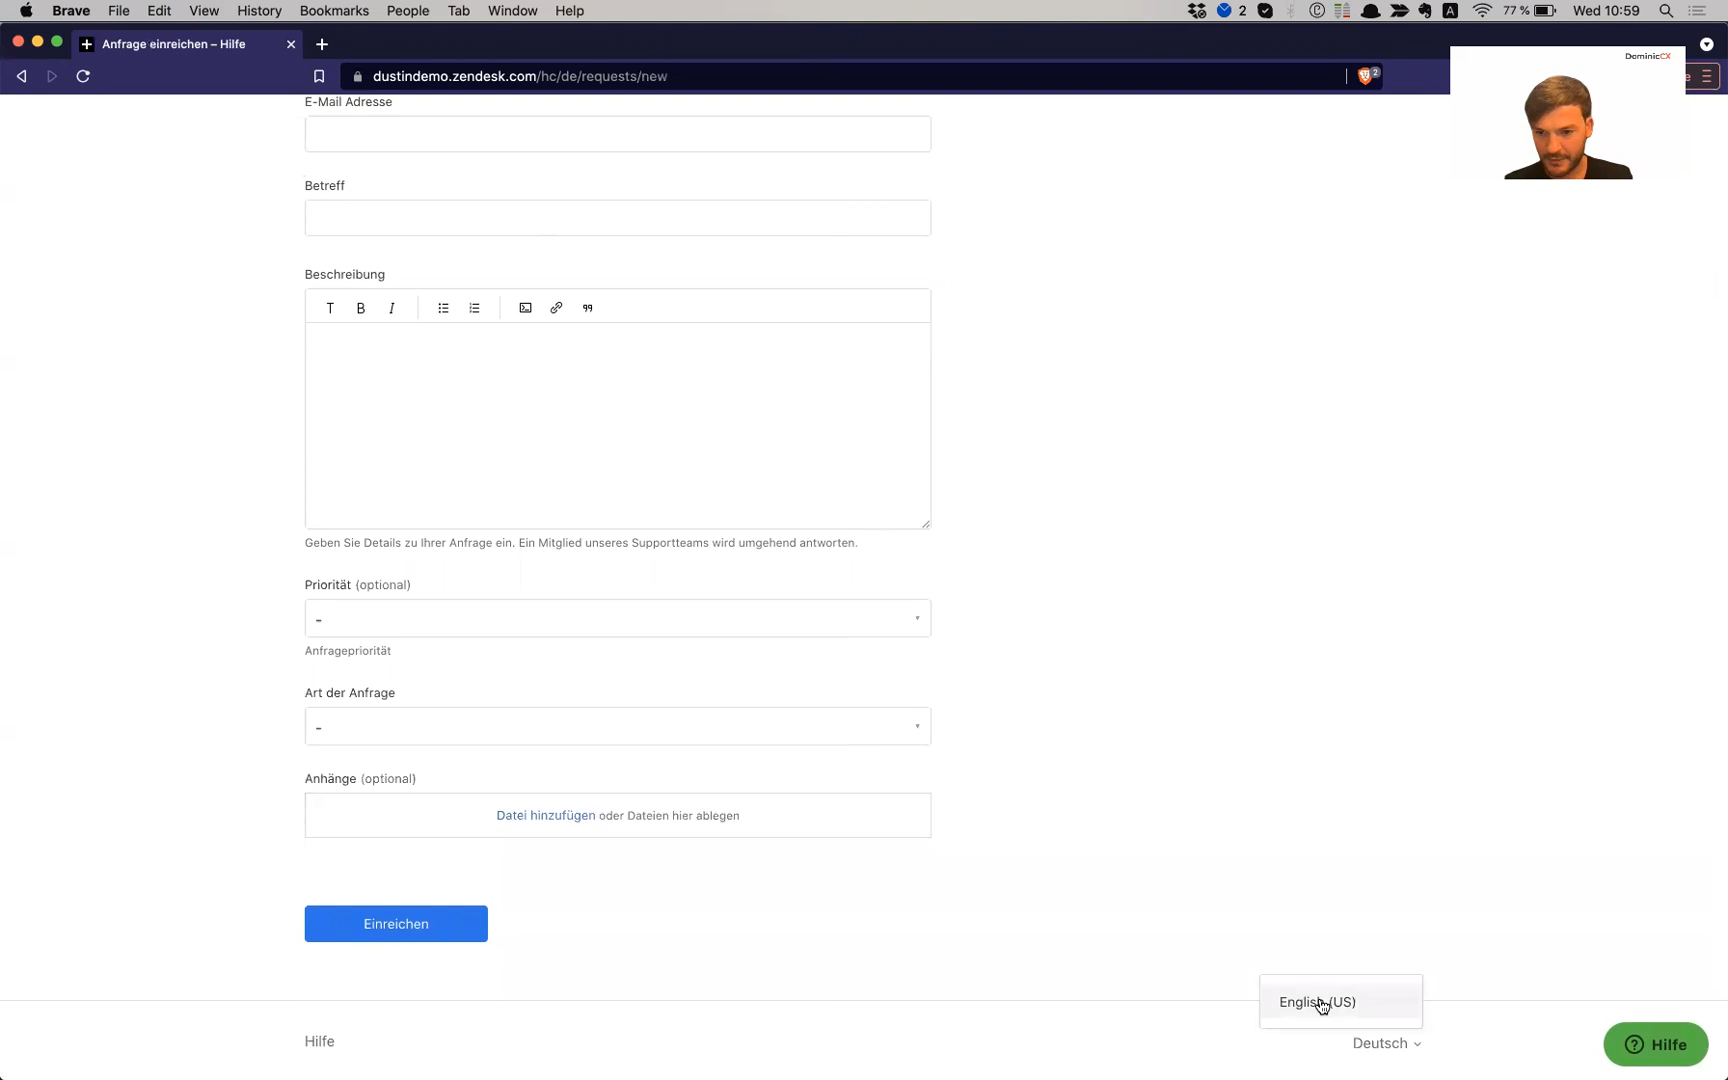 Brave File Edit View History Bookmarks People Tab Window Help 2 A 77 % Wed 10:59
Anfrage einreichen – Hilfe
dustindemo.zendesk.com/hc/de/requests/new 2
DominicCX
E-Mail Adresse
Betreff
Beschreibung
T B I
Geben Sie Details zu Ihrer Anfrage ein. Ein Mitglied unseres Supportteams wird umgehend antworten.
Priorität (optional)
-
Anfragepriorität
Art der Anfrage
-
Anhänge (optional)
Datei hinzufügen oder Dateien hier ablegen
Einreichen
English (US)
Hilfe
Deutsch
Hilfe